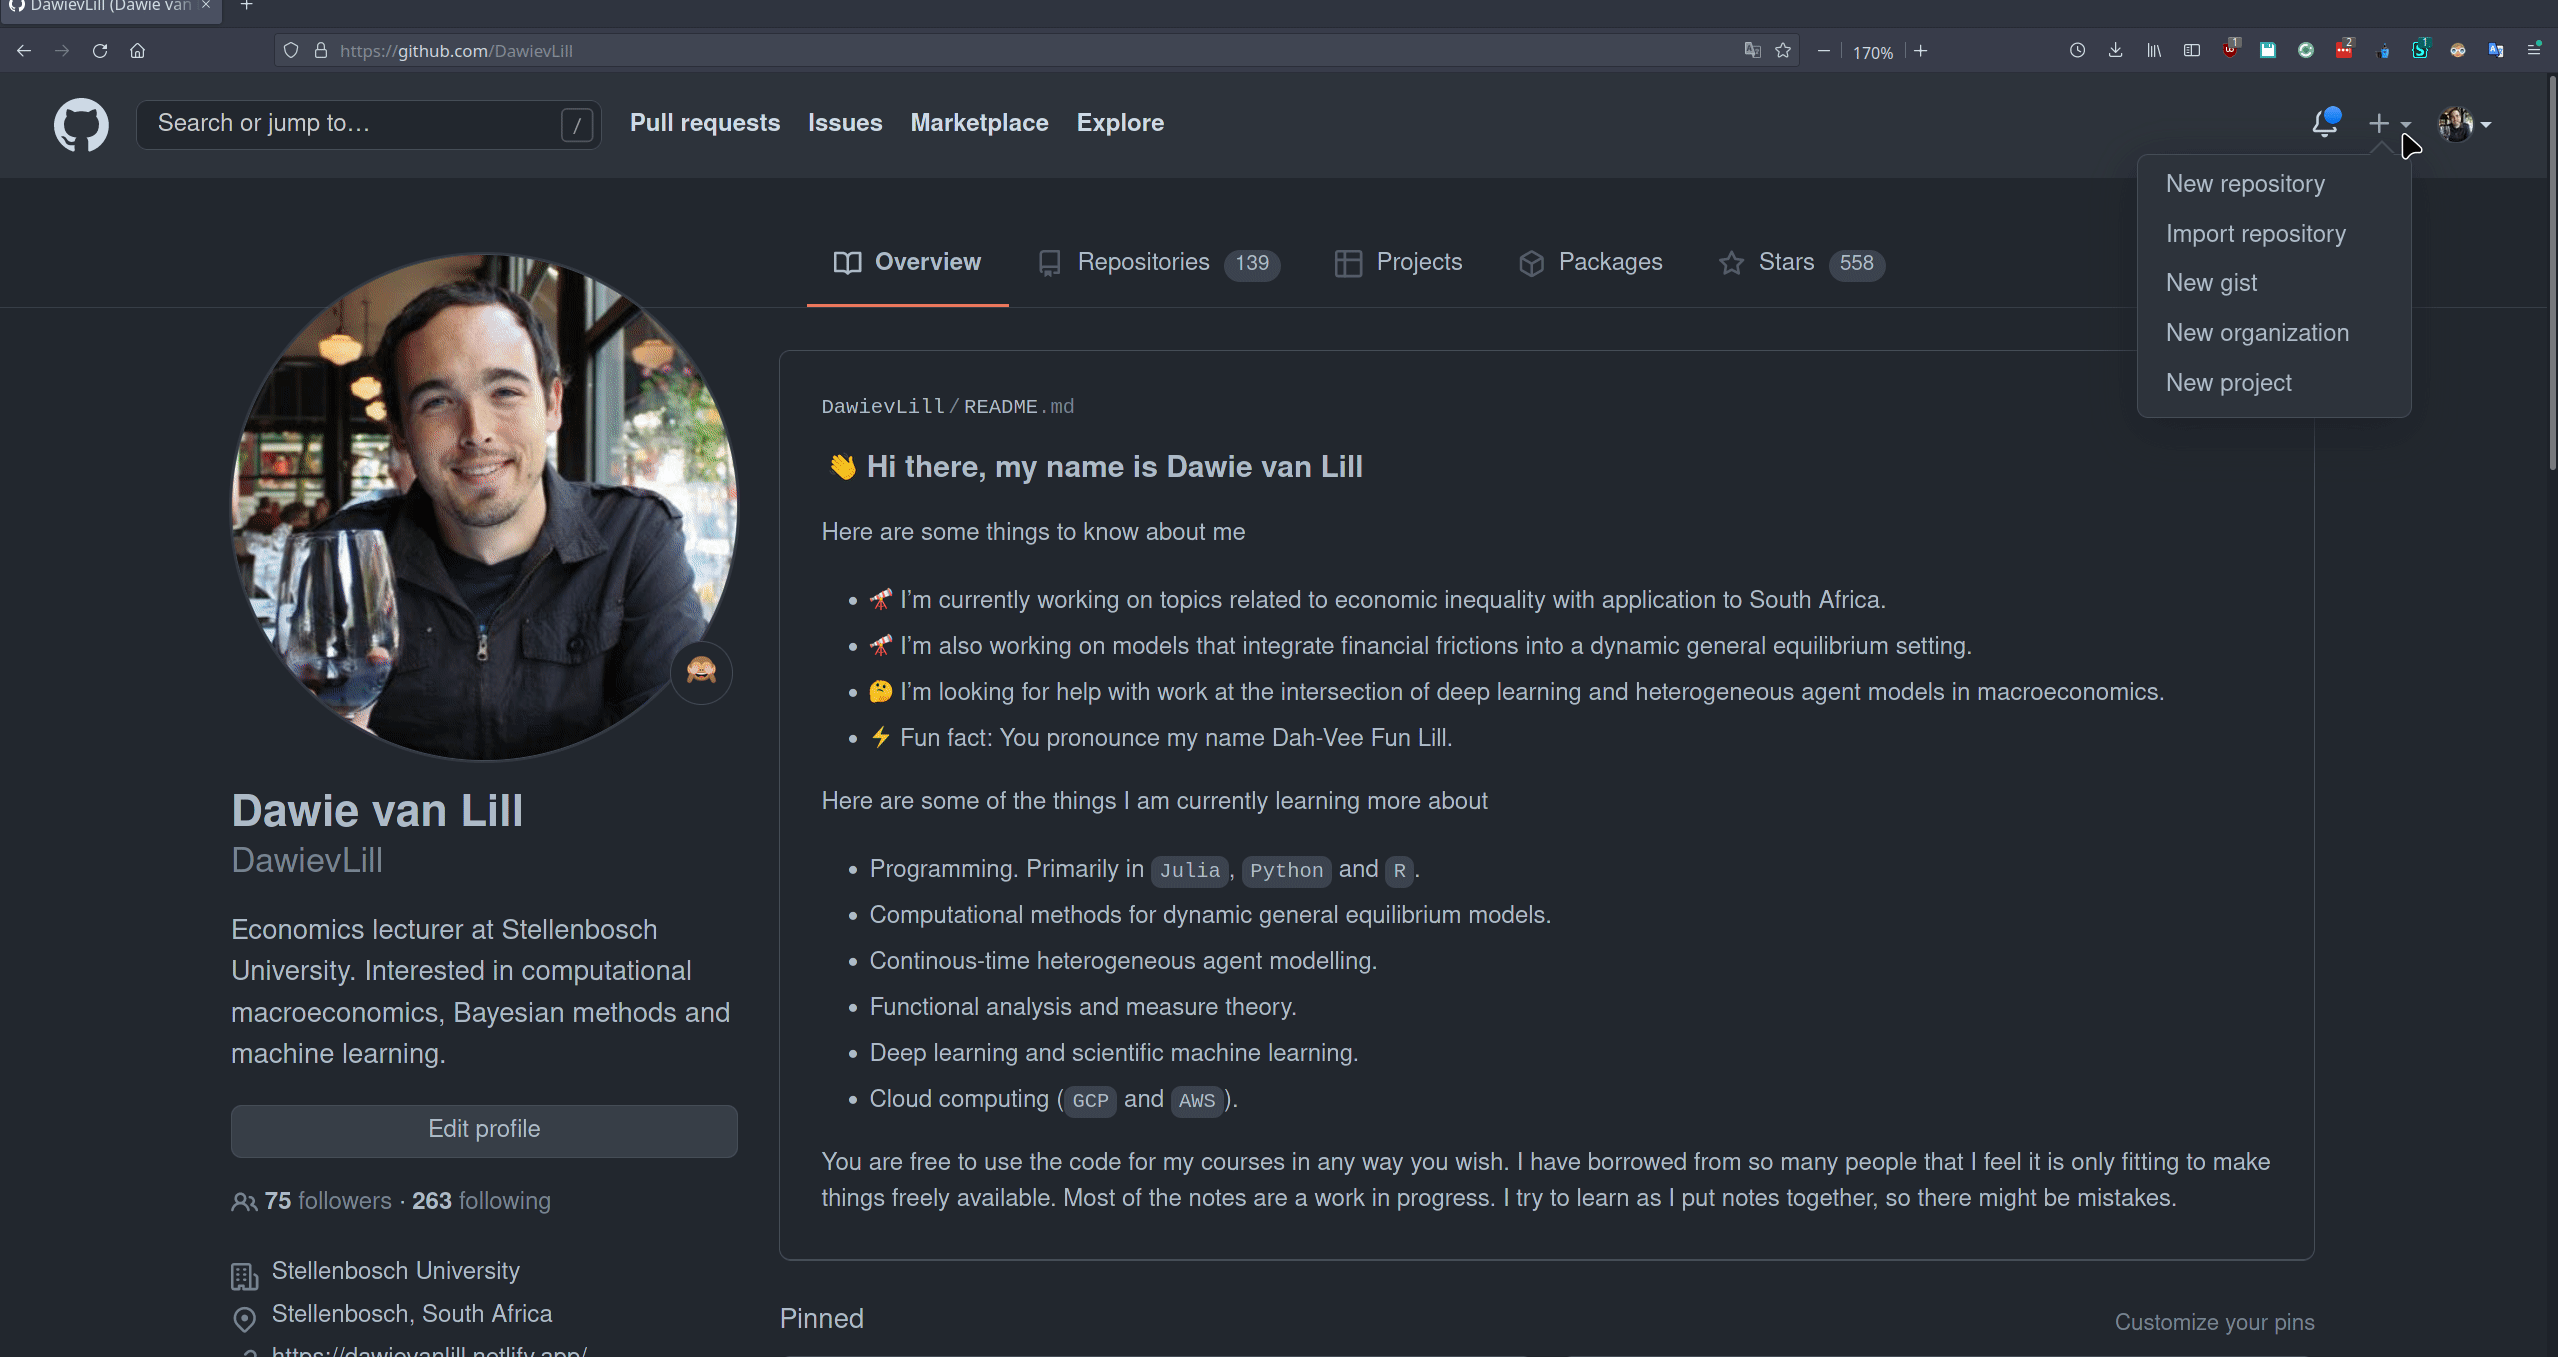 DawievLill (Dawie van
https://github.com/DawievLill
170%
1
2
1
Search or jump to…
/
Pull requests
Issues
Marketplace
Explore
New repository
Import repository
New gist
New organization
New project
Overview
Repositories 139
Projects
Packages
Stars 558
DawievLill/README.md
👋 Hi there, my name is Dawie van Lill
Here are some things to know about me
• 🔭 I’m currently working on topics related to economic inequality with application to South Africa.
• 🔭 I’m also working on models that integrate financial frictions into a dynamic general equilibrium setting.
• 🤔 I’m looking for help with work at the intersection of deep learning and heterogeneous agent models in macroeconomics.
• ⚡ Fun fact: You pronounce my name Dah-Vee Fun Lill.
Here are some of the things I am currently learning more about
• Programming. Primarily in Julia, Python and R.
• Computational methods for dynamic general equilibrium models.
• Continous-time heterogeneous agent modelling.
• Functional analysis and measure theory.
• Deep learning and scientific machine learning.
• Cloud computing (GCP and AWS).
You are free to use the code for my courses in any way you wish. I have borrowed from so many people that I feel it is only fitting to make
things freely available. Most of the notes are a work in progress. I try to learn as I put notes together, so there might be mistakes.
Dawie van Lill
DawievLill
Economics lecturer at Stellenbosch
University. Interested in computational
macroeconomics, Bayesian methods and
machine learning.
Edit profile
75 followers · 263 following
Stellenbosch University
Stellenbosch, South Africa
https://dawievanlill.netlify.app/
Pinned
Customize your pins